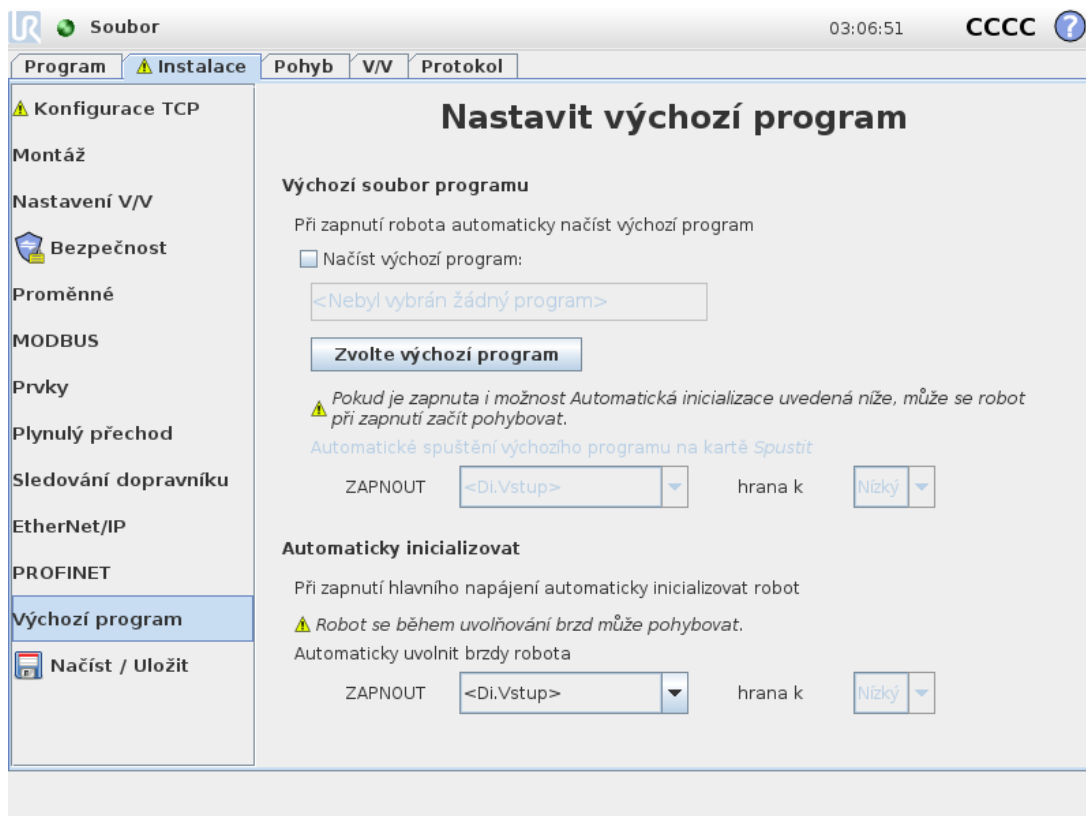 UR Soubor 03:06:51 CCCC ?
Program Instalace Pohyb V/V Protokol
Konfigurace TCP
Montáž
Nastavení V/V
Bezpečnost
Proměnné
MODBUS
Prvky
Plynulý přechod
Sledování dopravníku
EtherNet/IP
PROFINET
Výchozí program
Načíst / Uložit
Nastavit výchozí program
Výchozí soubor programu
Při zapnutí robota automaticky načíst výchozí program
Načíst výchozí program:
<Nebyl vybrán žádný program>
Zvolte výchozí program
Pokud je zapnuta i možnost Automatická inicializace uvedená níže, může se robot
při zapnutí začít pohybovat.
Automatické spuštění výchozího programu na kartě Spustit
ZAPNOUT <Di.Vstup> hrana k Nízký
Automaticky inicializovat
Při zapnutí hlavního napájení automaticky inicializovat robot
Robot se během uvolňování brzd může pohybovat.
Automaticky uvolnit brzdy robota
ZAPNOUT <Di.Vstup> hrana k Nízký